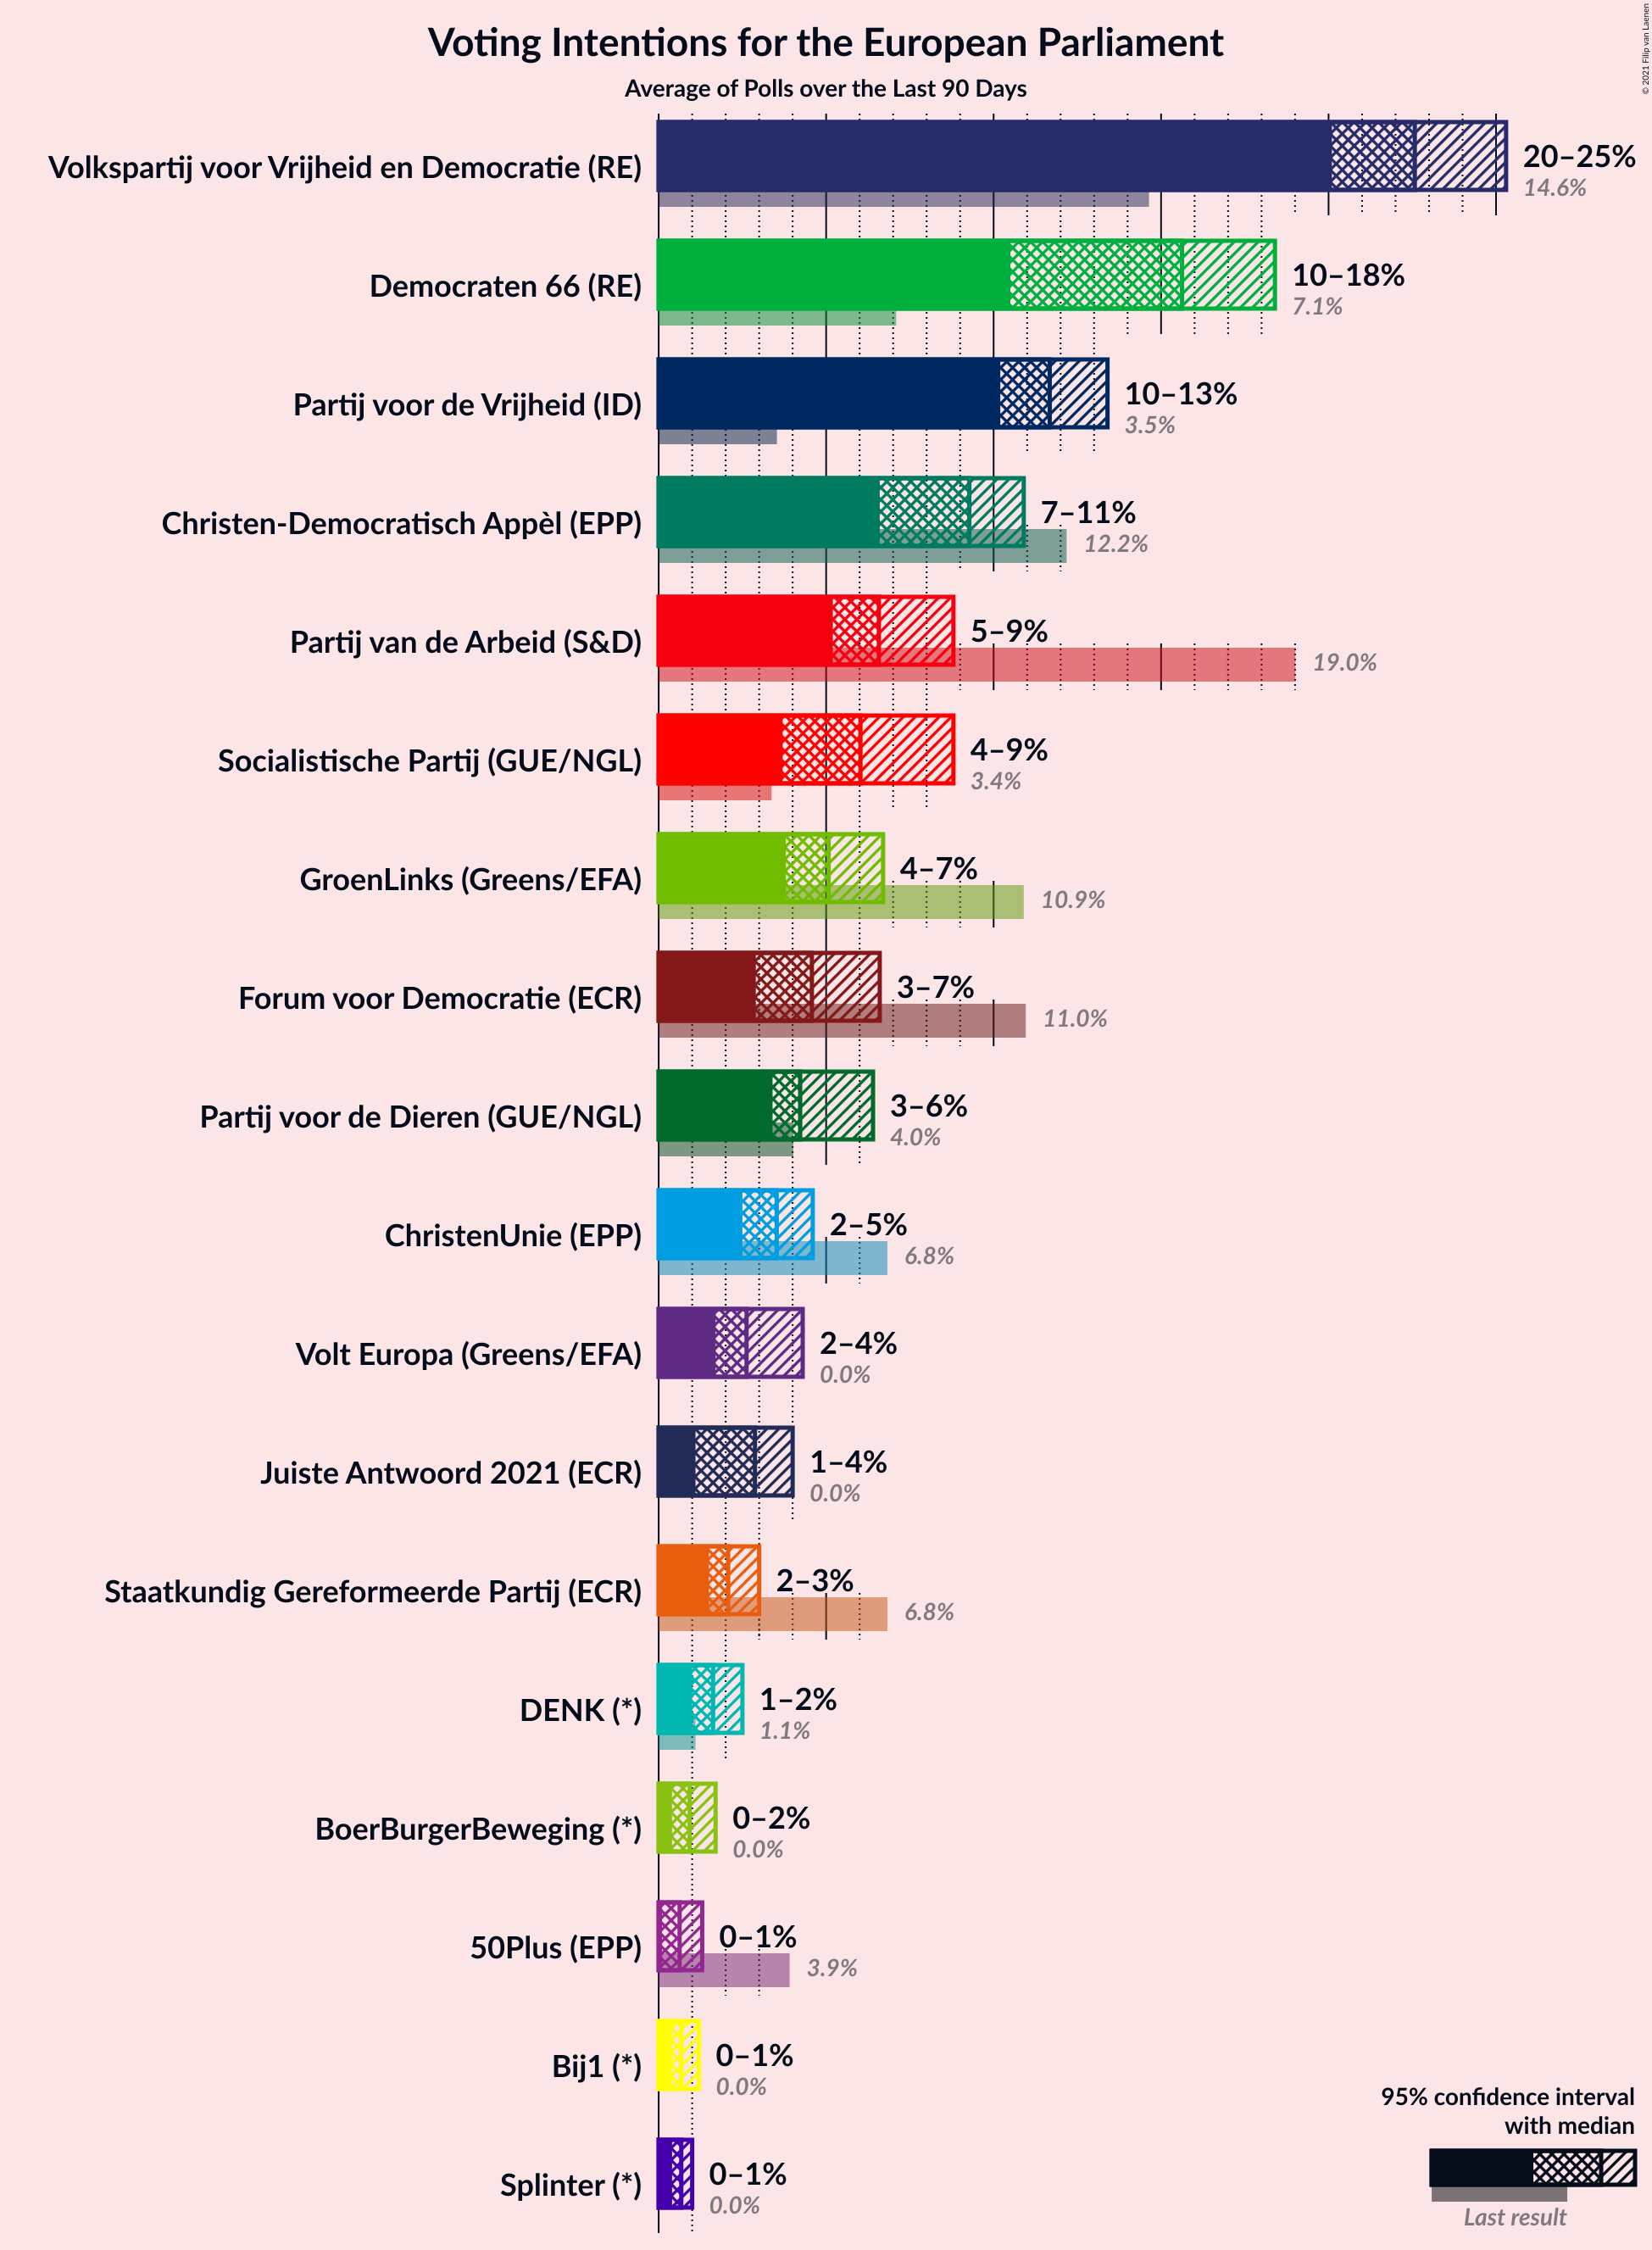 Voting Intentions for the European Parliament
Average of Polls over the Last 90 Days
© 2021 Filip van Laenen
Volkspartij voor Vrijheid en Democratie (RE)
20–25%
14.6%
Democraten 66 (RE)
10–18%
7.1%
Partij voor de Vrijheid (ID)
10–13%
3.5%
Christen-Democratisch Appèl (EPP)
7–11%
12.2%
Partij van de Arbeid (S&D)
5–9%
19.0%
Socialistische Partij (GUE/NGL)
4–9%
3.4%
GroenLinks (Greens/EFA)
4–7%
10.9%
Forum voor Democratie (ECR)
3–7%
11.0%
Partij voor de Dieren (GUE/NGL)
3–6%
4.0%
ChristenUnie (EPP)
2–5%
6.8%
Volt Europa (Greens/EFA)
2–4%
0.0%
Juiste Antwoord 2021 (ECR)
1–4%
0.0%
Staatkundig Gereformeerde Partij (ECR)
2–3%
6.8%
DENK (*)
1–2%
1.1%
BoerBurgerBeweging (*)
0–2%
0.0%
50Plus (EPP)
0–1%
3.9%
Bij1 (*)
0–1%
0.0%
Splinter (*)
0–1%
0.0%
95% confidence interval
with median
Last result